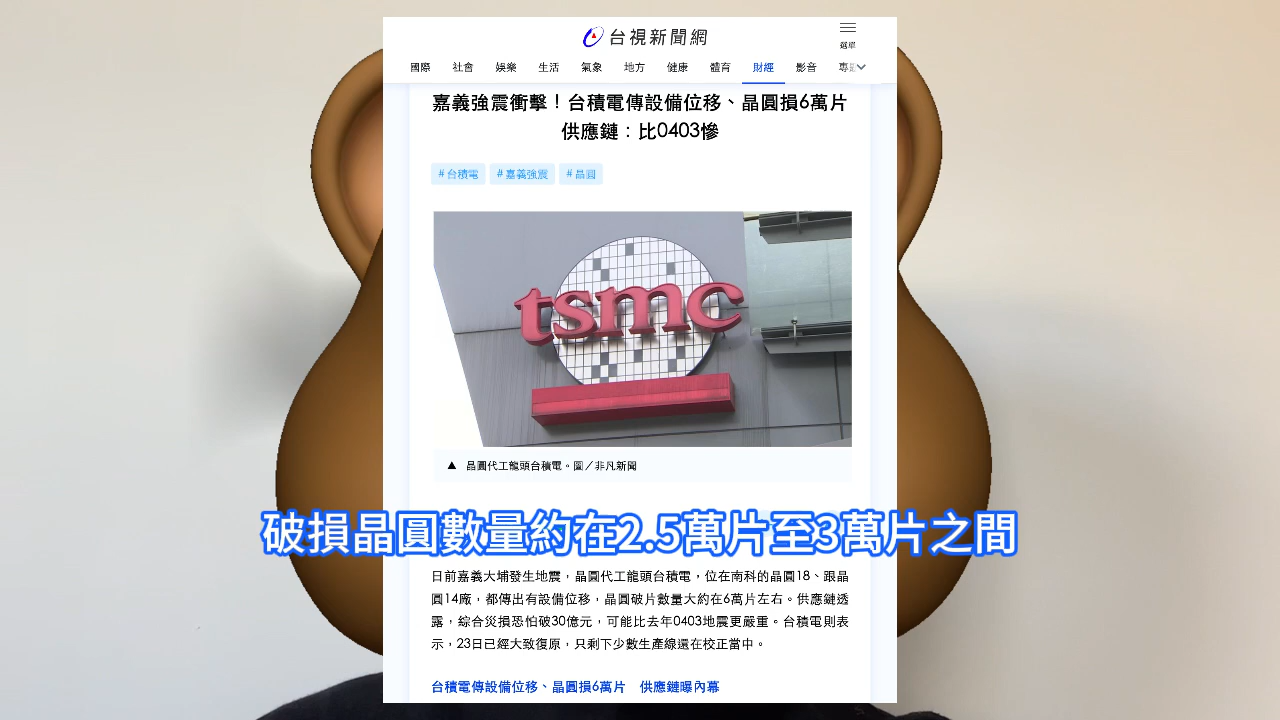 台視新聞網
選單
國際 社會 娛樂 生活 氣象 地方 健康 體育 財經 影音
嘉義強震衝擊！台積電傳設備位移、晶圓損6萬片
供應鏈：比0403慘
# 台積電 # 嘉義強震 # 晶圓
tsmc
▲ 晶圓代工龍頭台積電。圖／非凡新聞
破損晶圓數量約在2.5萬片至3萬片之間
日前嘉義大埔發生地震，晶圓代工龍頭台積電，位在南科的晶圓18、跟晶
圓14廠，都傳出有設備位移，晶圓破片數量大約在6萬片左右。供應鏈透
露，綜合災損恐怕破30億元，可能比去年0403地震更嚴重。台積電則表
示，23日已經大致復原，只剩下少數生產線還在校正當中。
台積電傳設備位移、晶圓損6萬片 供應鏈曝內幕